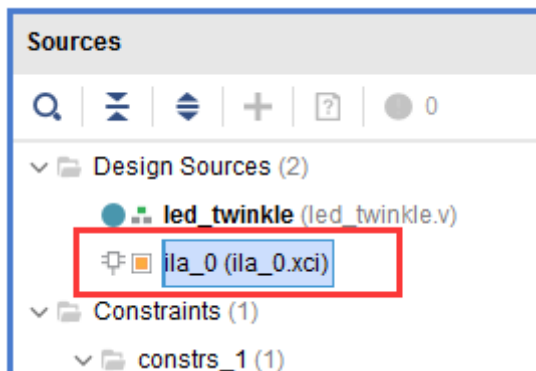 Sources
0
Design Sources (2)
led_twinkle (led_twinkle.v)
ila_0 (ila_0.xci)
Constraints (1)
constrs_1 (1)